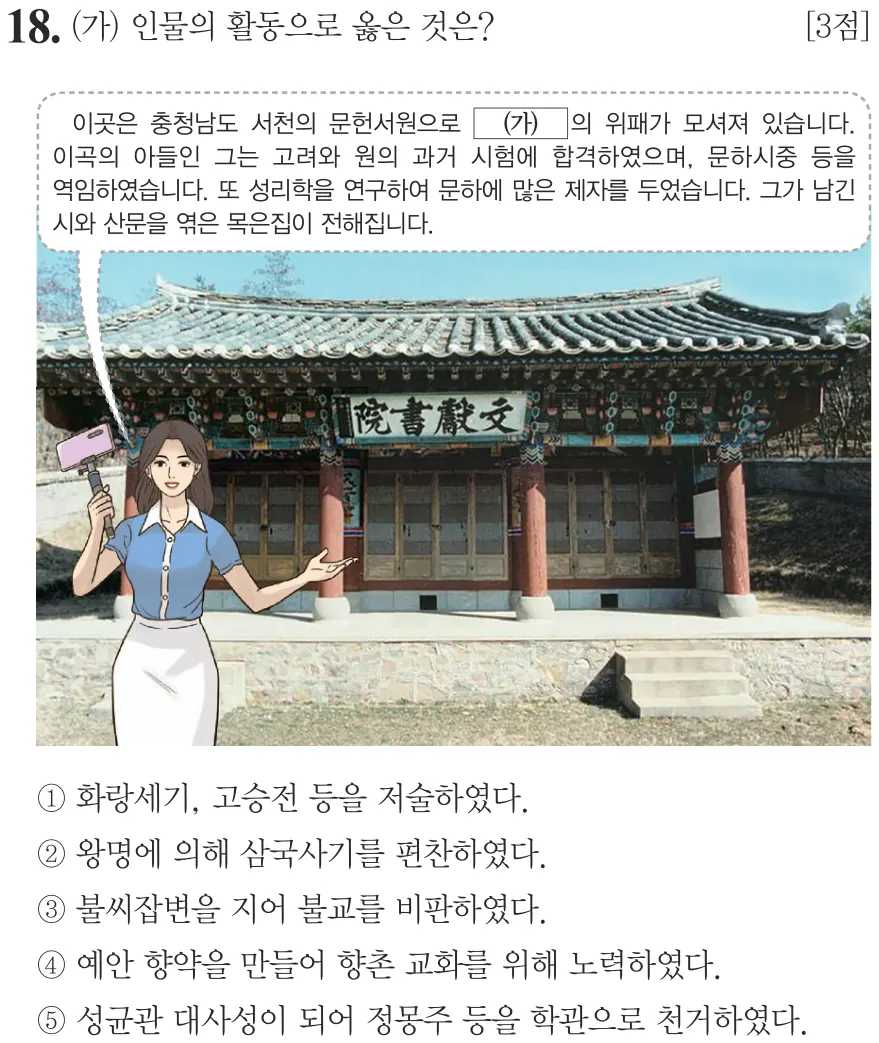 18. (가) 인물의 활동으로 옳은 것은? [3점]
이곳은 충청남도 서천의 문헌서원으로 (가) 의 위패가 모셔져 있습니다.
이곡의 아들인 그는 고려와 원의 과거 시험에 합격하였으며, 문하시중 등을
역임하였습니다. 또 성리학을 연구하여 문하에 많은 제자를 두었습니다. 그가 남긴
시와 산문을 엮은 목은집이 전해집니다.
院書獻文
① 화랑세기, 고승전 등을 저술하였다.
② 왕명에 의해 삼국사기를 편찬하였다.
③ 불씨잡변을 지어 불교를 비판하였다.
④ 예안 향약을 만들어 향촌 교화를 위해 노력하였다.
⑤ 성균관 대사성이 되어 정몽주 등을 학관으로 천거하였다.